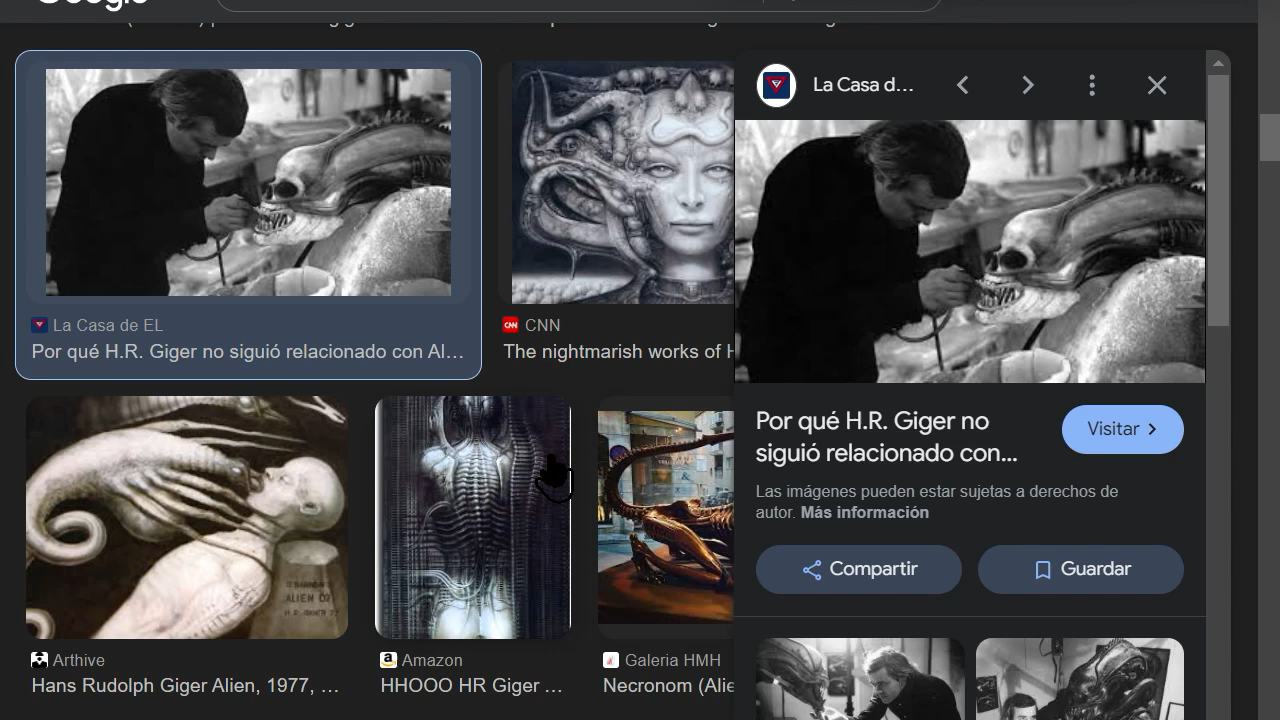 La Casa d...
La Casa de EL
Por qué H.R. Giger no siguió relacionado con Al...
CNN
The nightmarish works of
Por qué H.R. Giger no
siguió relacionado con...
Visitar
Las imágenes pueden estar sujetas a derechos de
autor. Más información
Compartir
Guardar
ALIEN
Arthive
Hans Rudolph Giger Alien, 1977, ...
Amazon
HHOOO HR Giger ...
Galeria HMH
Necronom (Alie